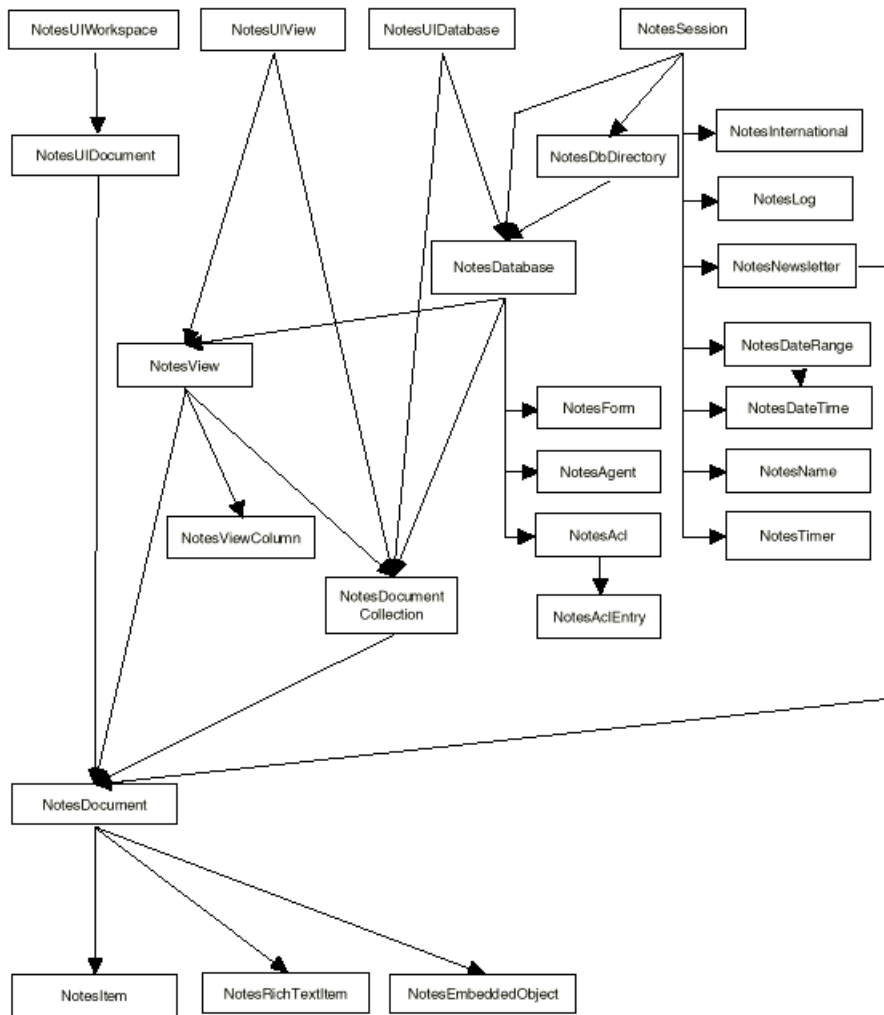 NotesUIWorkspace
NotesUIView
NotesUIDatabase
NotesSession
NotesInternational
NotesUIDocument
NotesDbDirectory
NotesLog
NotesDatabase
NotesNewsletter
NotesView
NotesDateRange
NotesForm
NotesDateTime
NotesAgent
NotesName
NotesViewColumn
NotesAcl
NotesTimer
NotesDocument
Collection
NotesAclEntry
NotesDocument
NotesItem
NotesRichTextItem
NotesEmbeddedObject